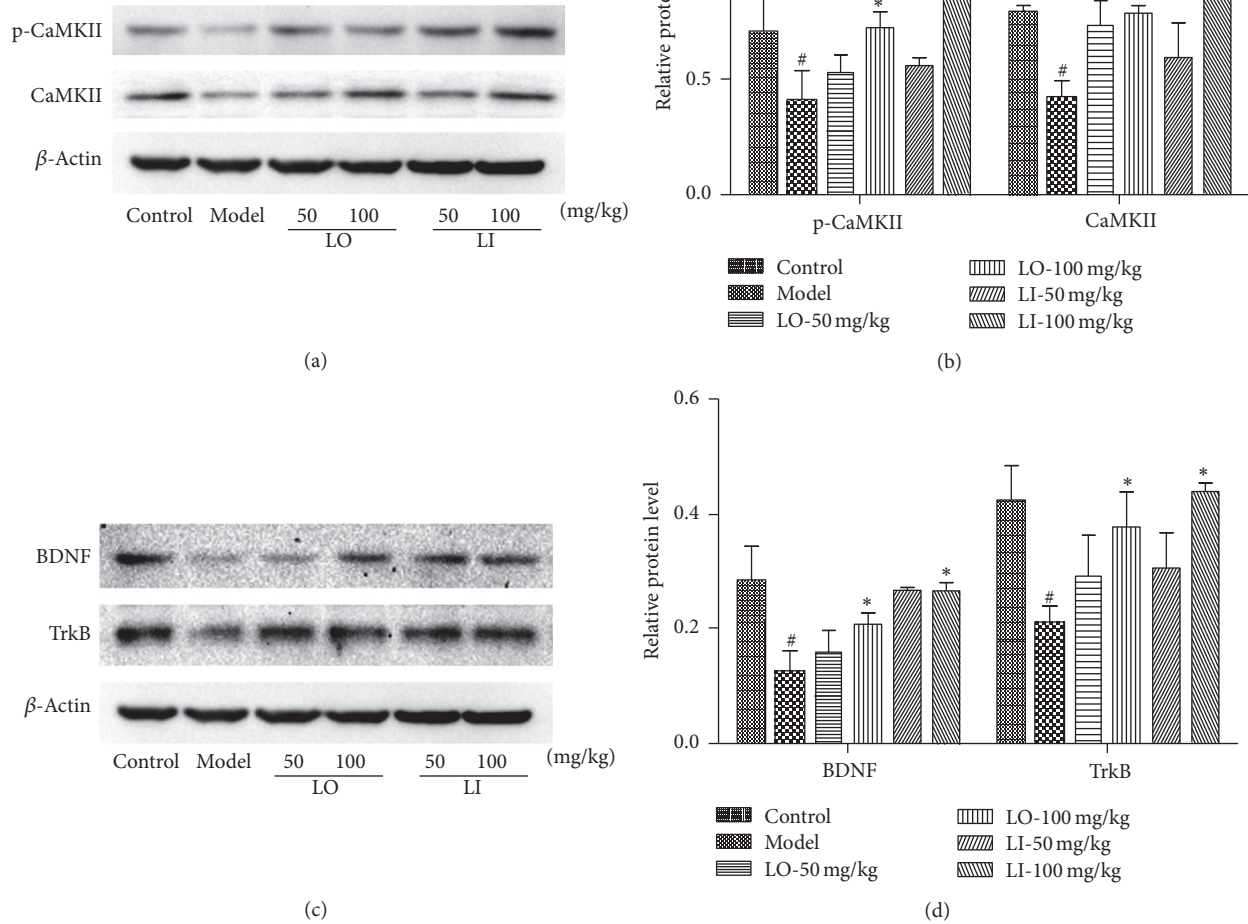 p-CaMKII
CaMKII
β-Actin
Control Model 50 100 50 100 (mg/kg)
LO LI
(a)
Relative prote
*
#
#
0.5
0.0
p-CaMKII CaMKII
Control LO-100 mg/kg
Model LI-50 mg/kg
LO-50 mg/kg LI-100 mg/kg
(b)
BDNF
TrkB
β-Actin
Control Model 50 100 50 100 (mg/kg)
LO LI
(c)
Relative protein level
0.6
0.4
0.2
0.0
# * * # * *
BDNF TrkB
Control LO-100 mg/kg
Model LI-50 mg/kg
LO-50 mg/kg LI-100 mg/kg
(d)